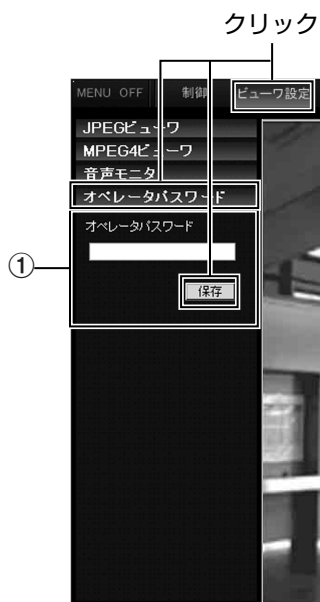 クリック
MENU OFF 制御 ビューワ設定
JPEGビューワ
MPEG4ビューワ
音声モニタ
オペレータパスワード
オペレータパスワード
①
保存